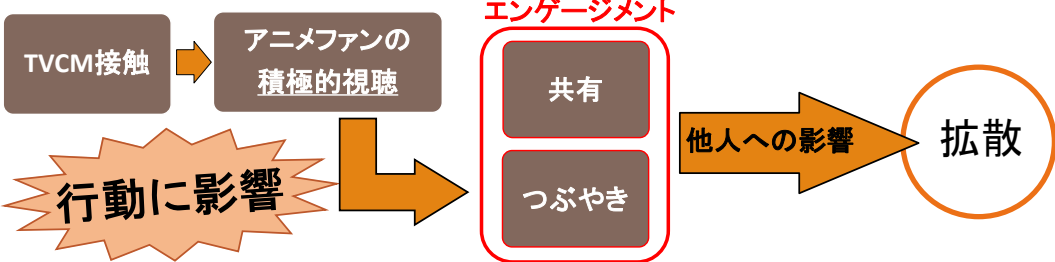 エンゲージメント
TVCM接触
アニメファンの
積極的視聴
共有
つぶやき
行動に影響
他人への影響
拡散